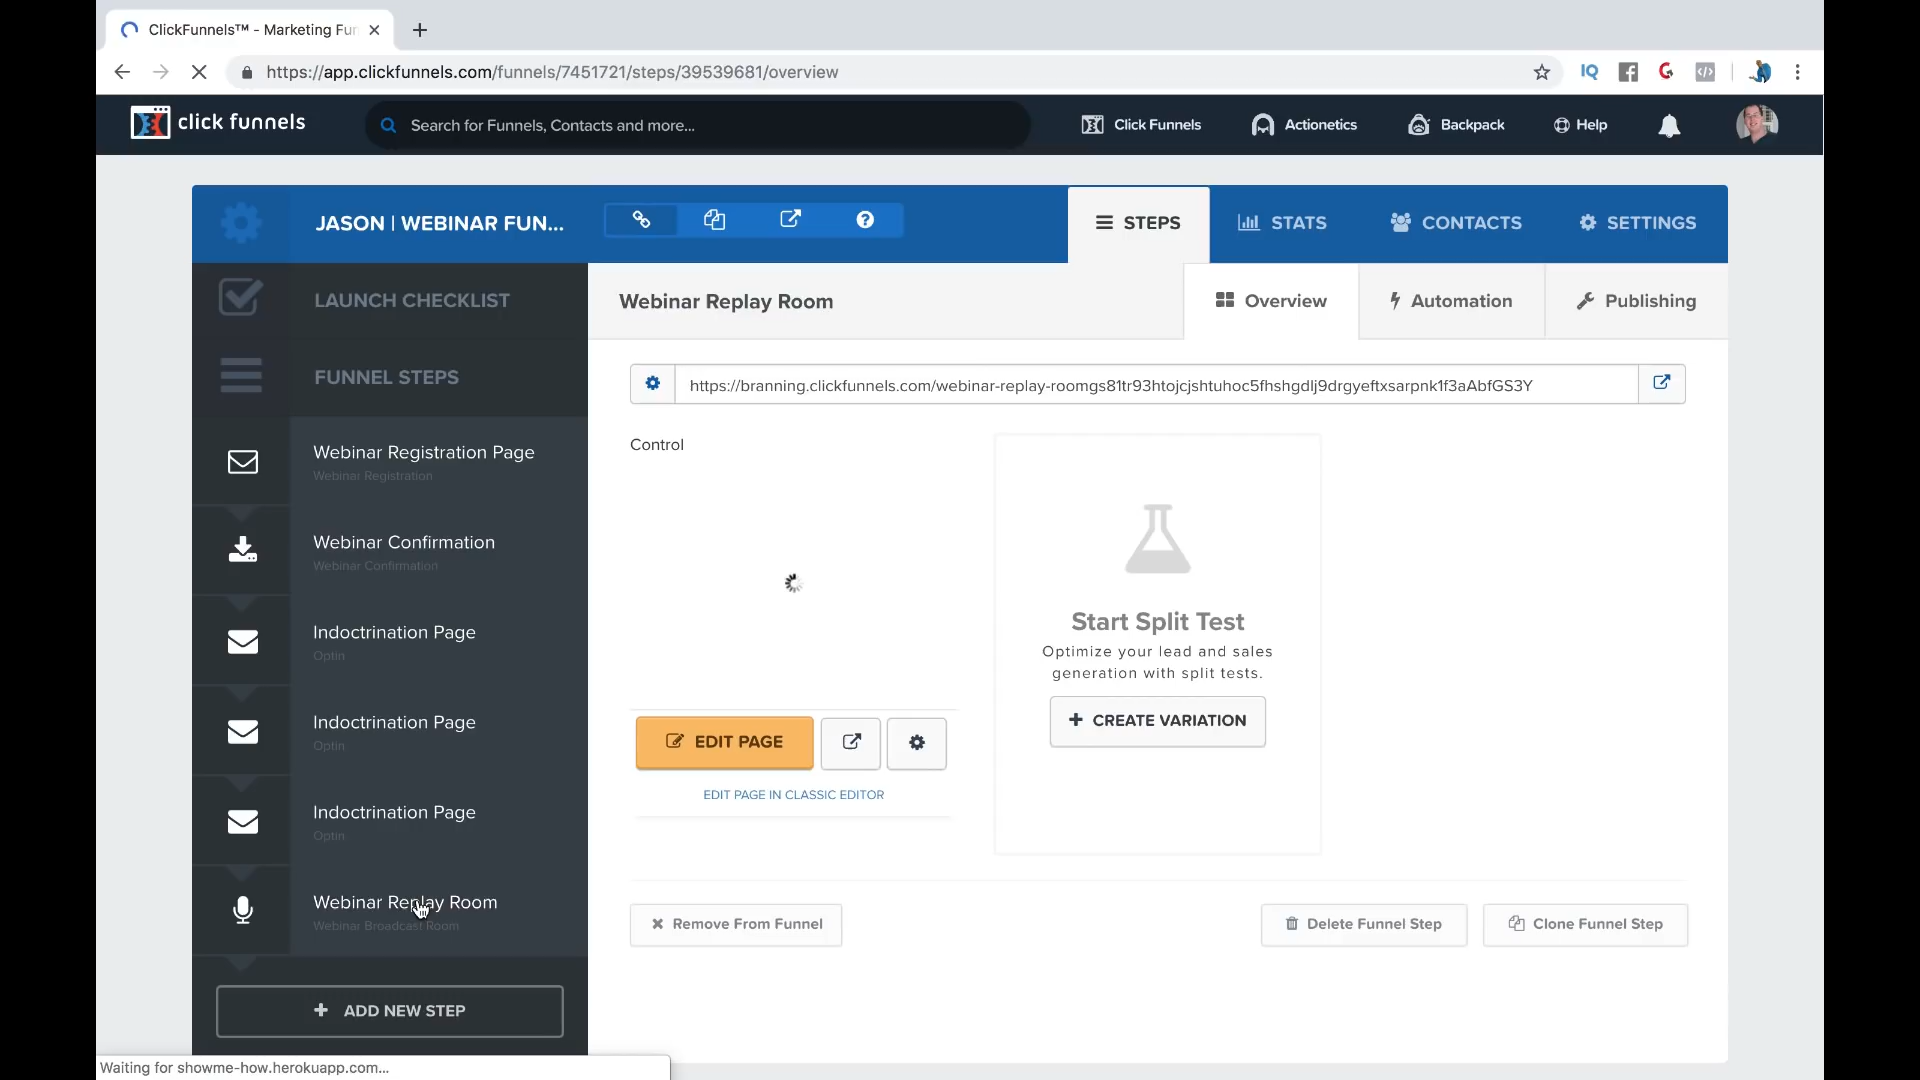 ClickFunnels™ - Marketing Fun
https://app.clickfunnels.com/funnels/7451721/steps/39539681/overview
IQ
click funnels
Search for Funnels, Contacts and more...
Click Funnels
Actionetics
Backpack
Help
JASON | WEBINAR FUN...
STEPS
STATS
CONTACTS
SETTINGS
LAUNCH CHECKLIST
Webinar Replay Room
Overview
Automation
Publishing
FUNNEL STEPS
https://branning.clickfunnels.com/webinar-replay-roomgs81tr93htojcjshtuhoc5fhshgdlj9drgyeftxsarpnk1f3aAbfGS3Y
Webinar Registration Page
Webinar Registration
Control
Webinar Confirmation
Webinar Confirmation
Indoctrination Page
Optin
Start Split Test
Optimize your lead and sales
generation with split tests.
CREATE VARIATION
Indoctrination Page
Optin
EDIT PAGE
EDIT PAGE IN CLASSIC EDITOR
Indoctrination Page
Optin
Webinar Replay Room
Webinar Broadcast Room
Remove From Funnel
Delete Funnel Step
Clone Funnel Step
ADD NEW STEP
Waiting for showme-how.herokuapp.com...